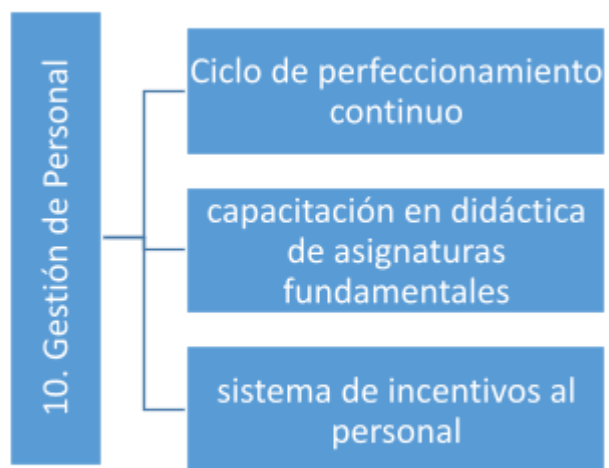 10. Gestión de Personal
Ciclo de perfeccionamiento
continuo
capacitación en didáctica
de asignaturas
fundamentales
sistema de incentivos al
personal